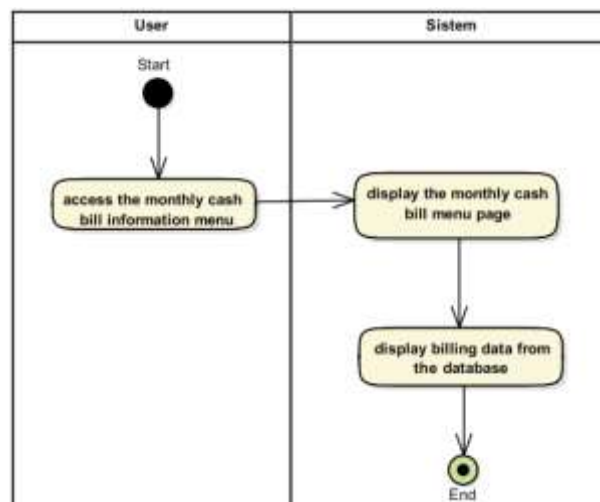 User
Sistem
Start
access the monthly cash
bill information menu
display the monthly cash
bill menu page
display billing data from
the database
End